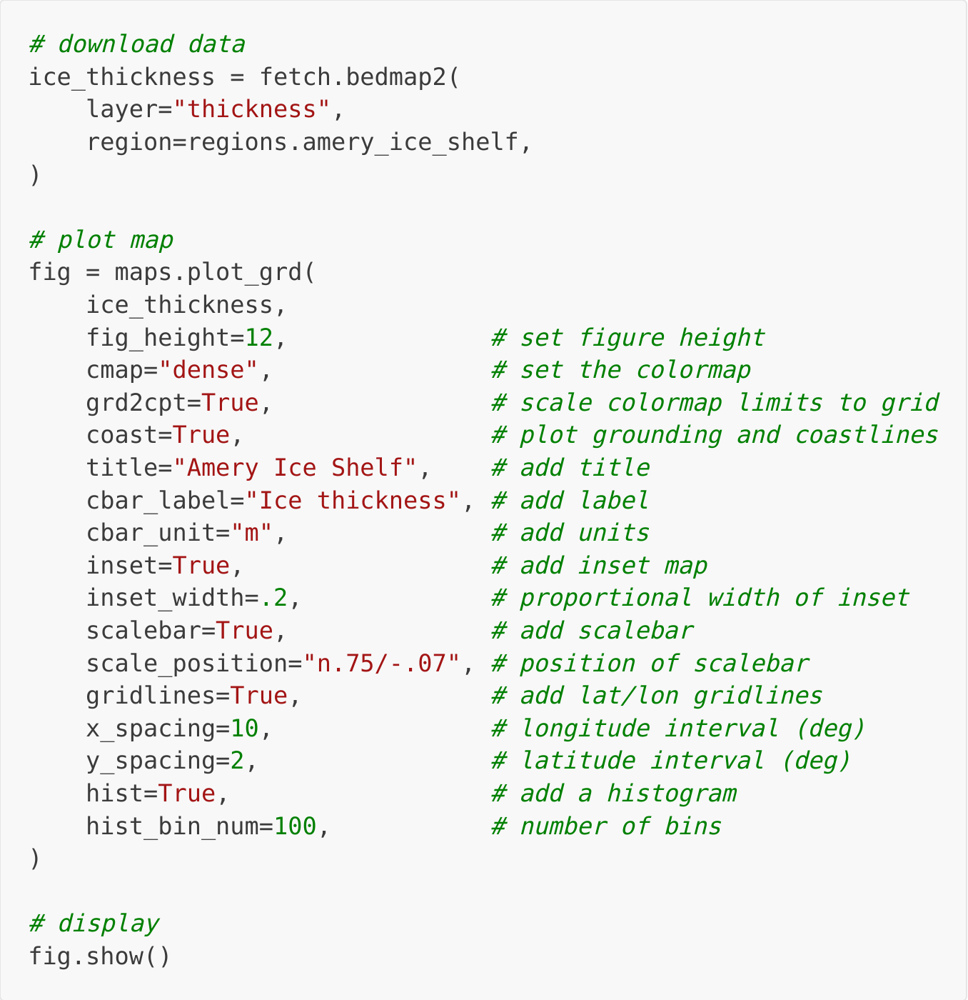 # download data
ice_thickness = fetch.bedmap2(
    layer="thickness",
    region=regions.amery_ice_shelf,
)

# plot map
fig = maps.plot_grd(
    ice_thickness,
    fig_height=12,              # set figure height
    cmap="dense",               # set the colormap
    grd2cpt=True,               # scale colormap limits to grid
    coast=True,                 # plot grounding and coastlines
    title="Amery Ice Shelf",    # add title
    cbar_label="Ice thickness", # add label
    cbar_unit="m",              # add units
    inset=True,                 # add inset map
    inset_width=.2,             # proportional width of inset
    scalebar=True,              # add scalebar
    scale_position="n.75/-.07", # position of scalebar
    gridlines=True,             # add lat/lon gridlines
    x_spacing=10,               # longitude interval (deg)
    y_spacing=2,                # latitude interval (deg)
    hist=True,                  # add a histogram
    hist_bin_num=100,           # number of bins
)

# display
fig.show()